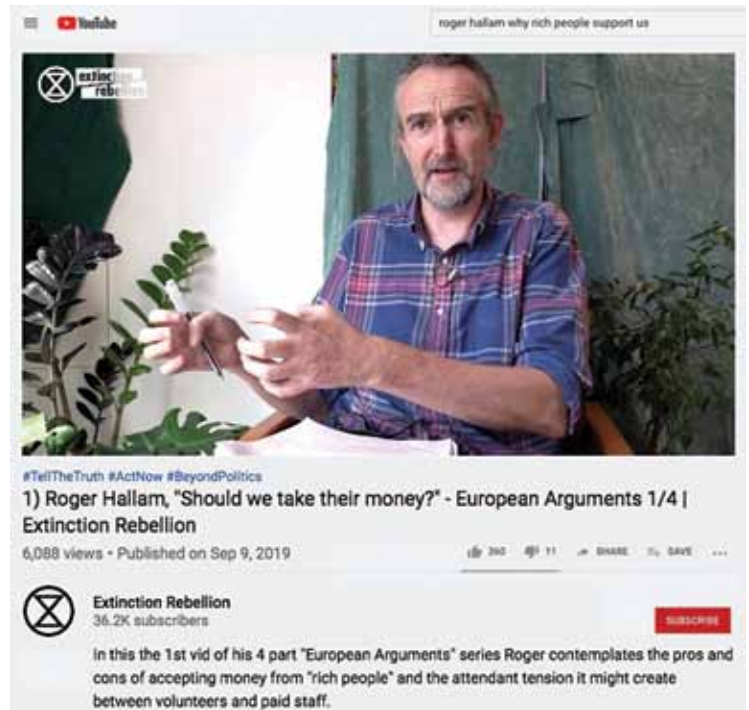 YouTube
roger hallam why rich people support us
extinction
rebellion
#TellTheTruth #ActNow #BeyondPolitics
1) Roger Hallam, "Should we take their money?" - European Arguments 1/4 |
Extinction Rebellion
6,088 views • Published on Sep 9, 2019
360
11
SHARE
SAVE
Extinction Rebellion
36.2K subscribers
SUBSCRIBE
In this the 1st vid of his 4 part "European Arguments" series Roger contemplates the pros and
cons of accepting money from "rich people" and the attendant tension it might create
between volunteers and paid staff.